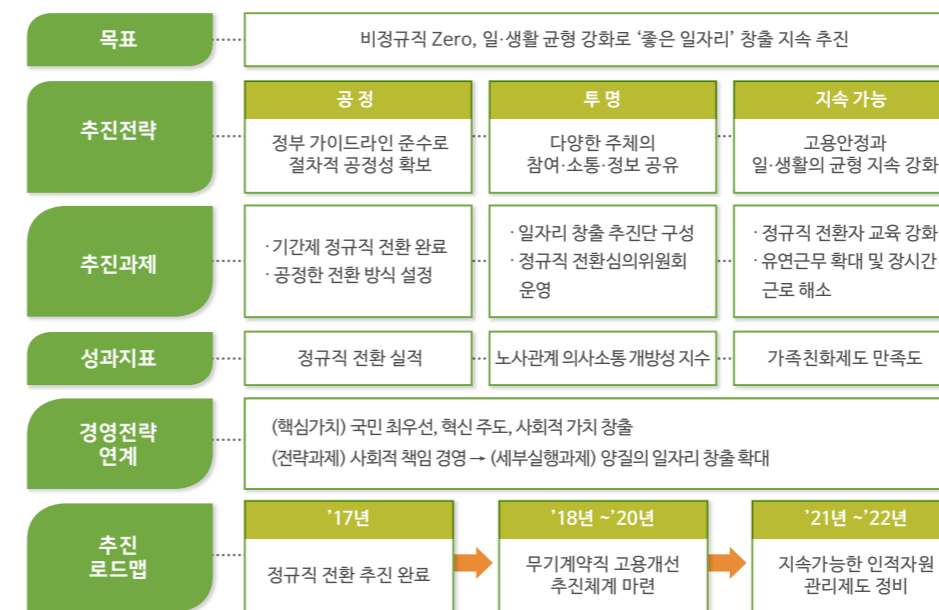 목표
비정규직 Zero, 일·생활 균형 강화로 ‘좋은 일자리’ 창출 지속 추진
추진전략
공 정
정부 가이드라인 준수로
절차적 공정성 확보
투 명
다양한 주체의
참여·소통·정보 공유
지속 가능
고용안정과
일·생활의 균형 지속 강화
추진과제
· 기간제 정규직 전환 완료
· 공정한 전환 방식 설정
· 일자리 창출 추진단 구성
· 정규직 전환심의위원회
운영
· 정규직 전환자 교육 강화
· 유연근무 확대 및 장시간
근로 해소
성과지표
정규직 전환 실적
노사관계 의사소통 개방성 지수
가족친화제도 만족도
경영전략
연계
(핵심가치) 국민 최우선, 혁신 주도, 사회적 가치 창출
(전략과제) 사회적 책임 경영 → (세부실행과제) 양질의 일자리 창출 확대
추진
로드맵
’17년
정규직 전환 추진 완료
’18년 ~’20년
무기계약직 고용개선
추진체계 마련
’21년 ~’22년
지속가능한 인적자원
관리제도 정비